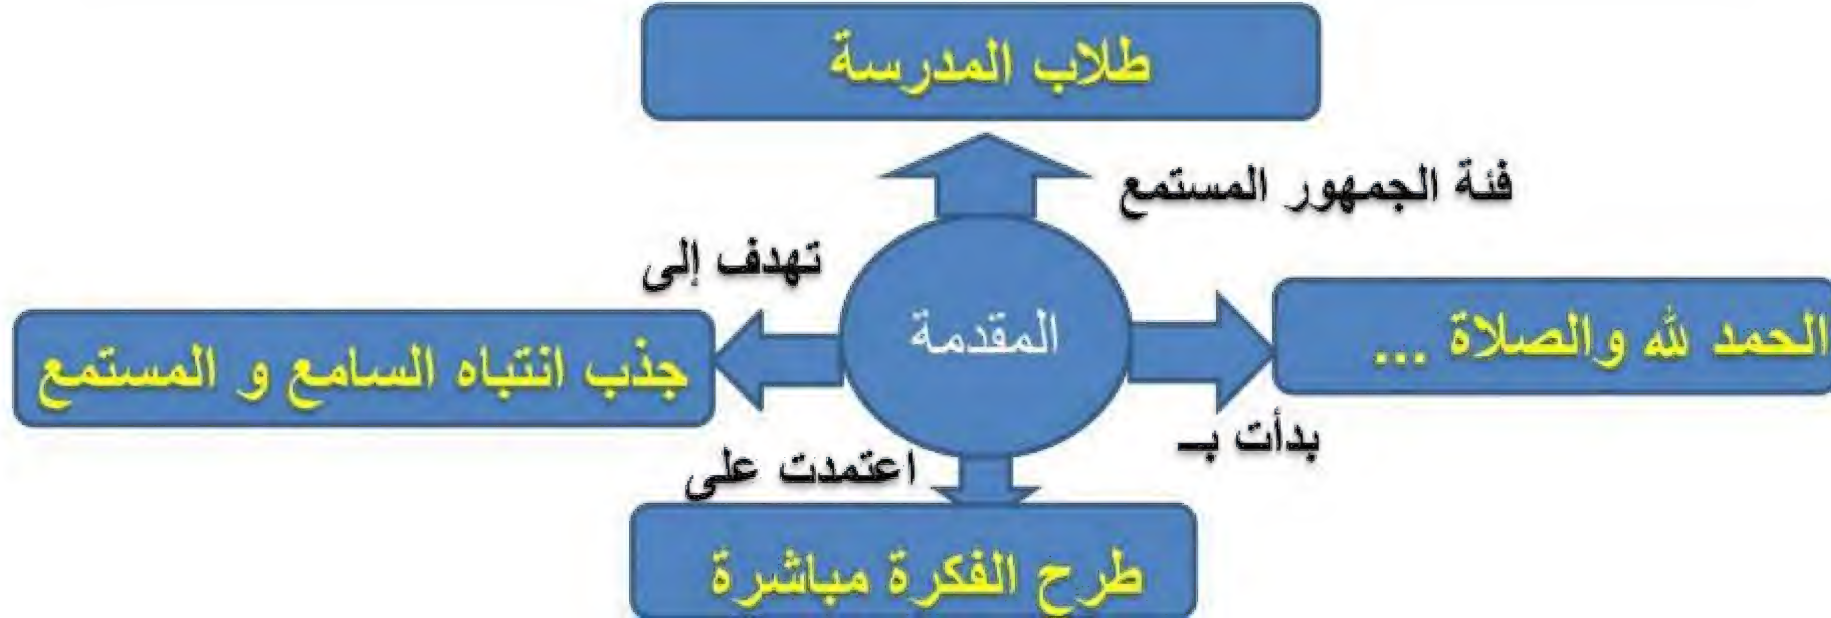 طلاب المدرسة
فئة الجمهور المستمع
تهدف إلى
المقدمة
الحمد لله والصلاة ...
جذب انتباه السامع و المستمع
بدأت بـ
اعتمدت على
طرح الفكرة مباشرة